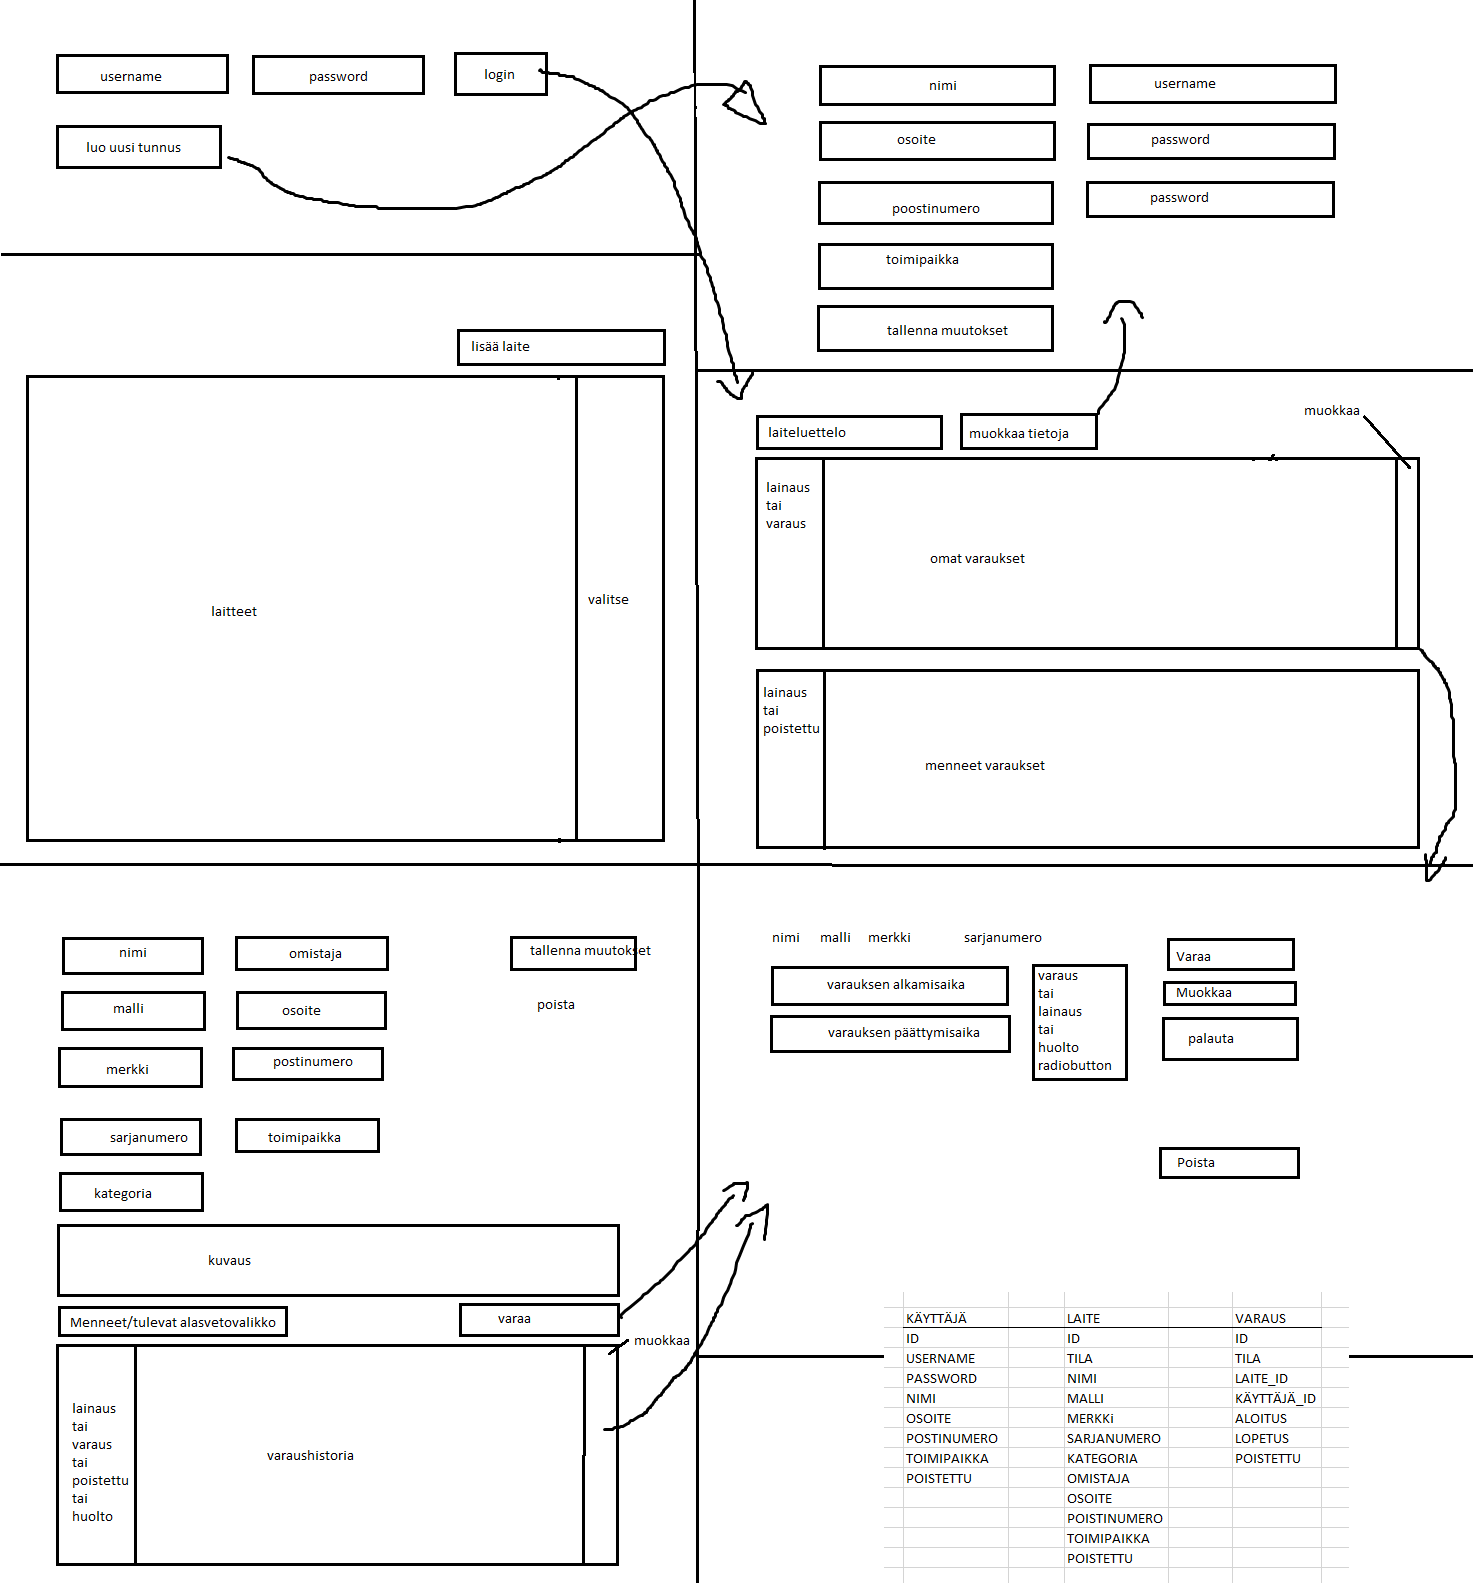 username
password
login
luo uusi tunnus
nimi
username
osoite
password
poostinumero
password
toimipaikka
tallenna muutokset
lisää laite
laitteet
valitse
laiteluettelo
muokkaa tietoja
muokkaa
lainaus
tai
varaus
omat varaukset
lainaus
tai
poistettu
menneet varaukset
nimi
omistaja
tallenna muutokset
malli
osoite
poista
merkki
postinumero
sarjanumero
toimipaikka
kategoria
kuvaus
Menneet/tulevat alasvetovalikko
varaa
muokkaa
lainaus
tai
varaus
tai
poistettu
tai
huolto
varaushistoria
nimi malli merkki sarjanumero
varauksen alkamisaika
varauksen päättymisaika
varaus
tai
lainaus
tai
huolto
radiobutton
Varaa
Muokkaa
palauta
Poista
KÄYTTÄJÄ LAITE VARAUS
ID ID ID
USERNAME TILA TILA
PASSWORD NIMI LAITE_ID
NIMI MALLI KÄYTTÄJÄ_ID
OSOITE MERKKi ALOITUS
POSTINUMERO SARJANUMERO LOPETUS
TOIMIPAIKKA KATEGORIA POISTETTU
POISTETTU OMISTAJA
OSOITE
POISTINUMERO
TOIMIPAIKKA
POISTETTU